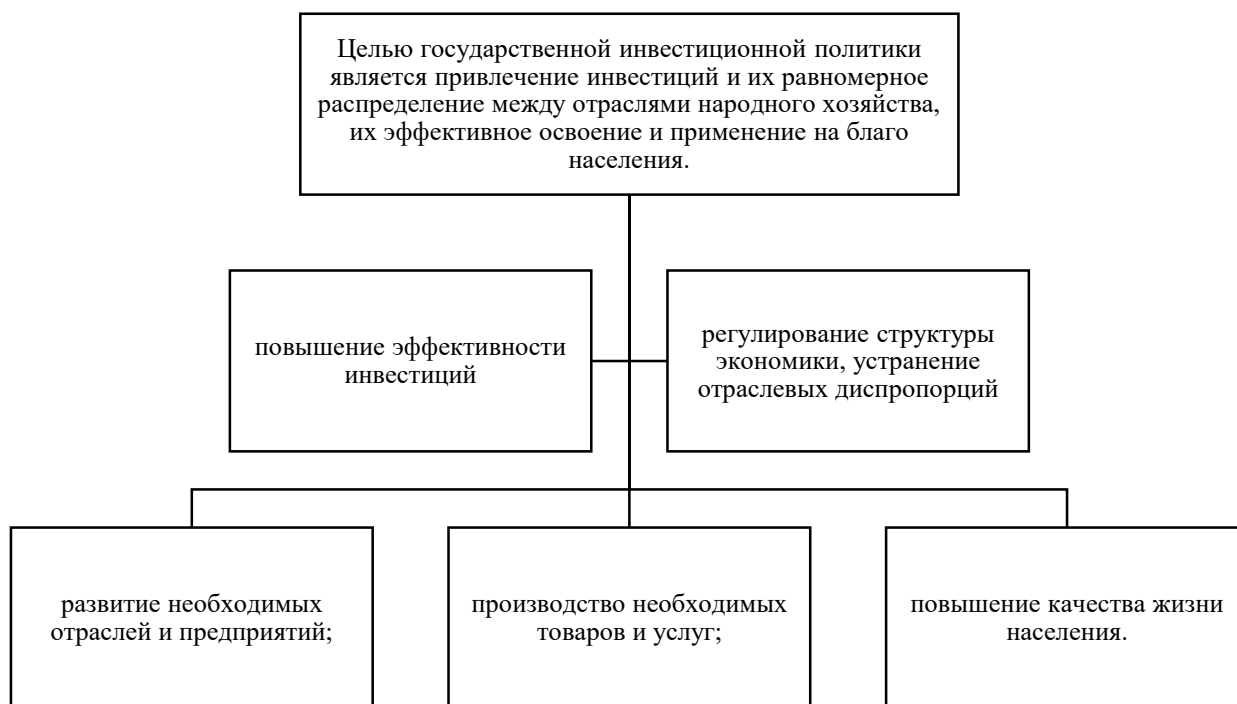 Целью государственной инвестиционной политики
является привлечение инвестиций и их равномерное
распределение между отраслями народного хозяйства,
их эффективное освоение и применение на благо
населения.
повышение эффективности
инвестиций
регулирование структуры
экономики, устранение
отраслевых диспропорций
развитие необходимых
отраслей и предприятий;
производство необходимых
товаров и услуг;
повышение качества жизни
населения.